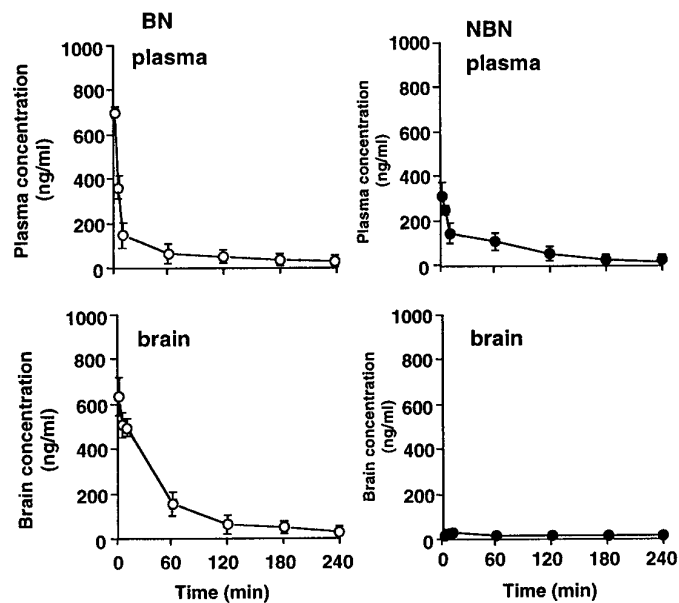 BN
plasma
1000
800
600
400
200
0
Plasma concentration
(ng/ml)
NBN
plasma
1000
800
600
400
200
0
Plasma concentration
(ng/ml)
brain
1000
800
600
400
200
0
Brain concentration
(ng/ml)
0 60 120 180 240
Time (min)
brain
1000
800
600
400
200
0
Brain concentration
(ng/ml)
0 60 120 180 240
Time (min)